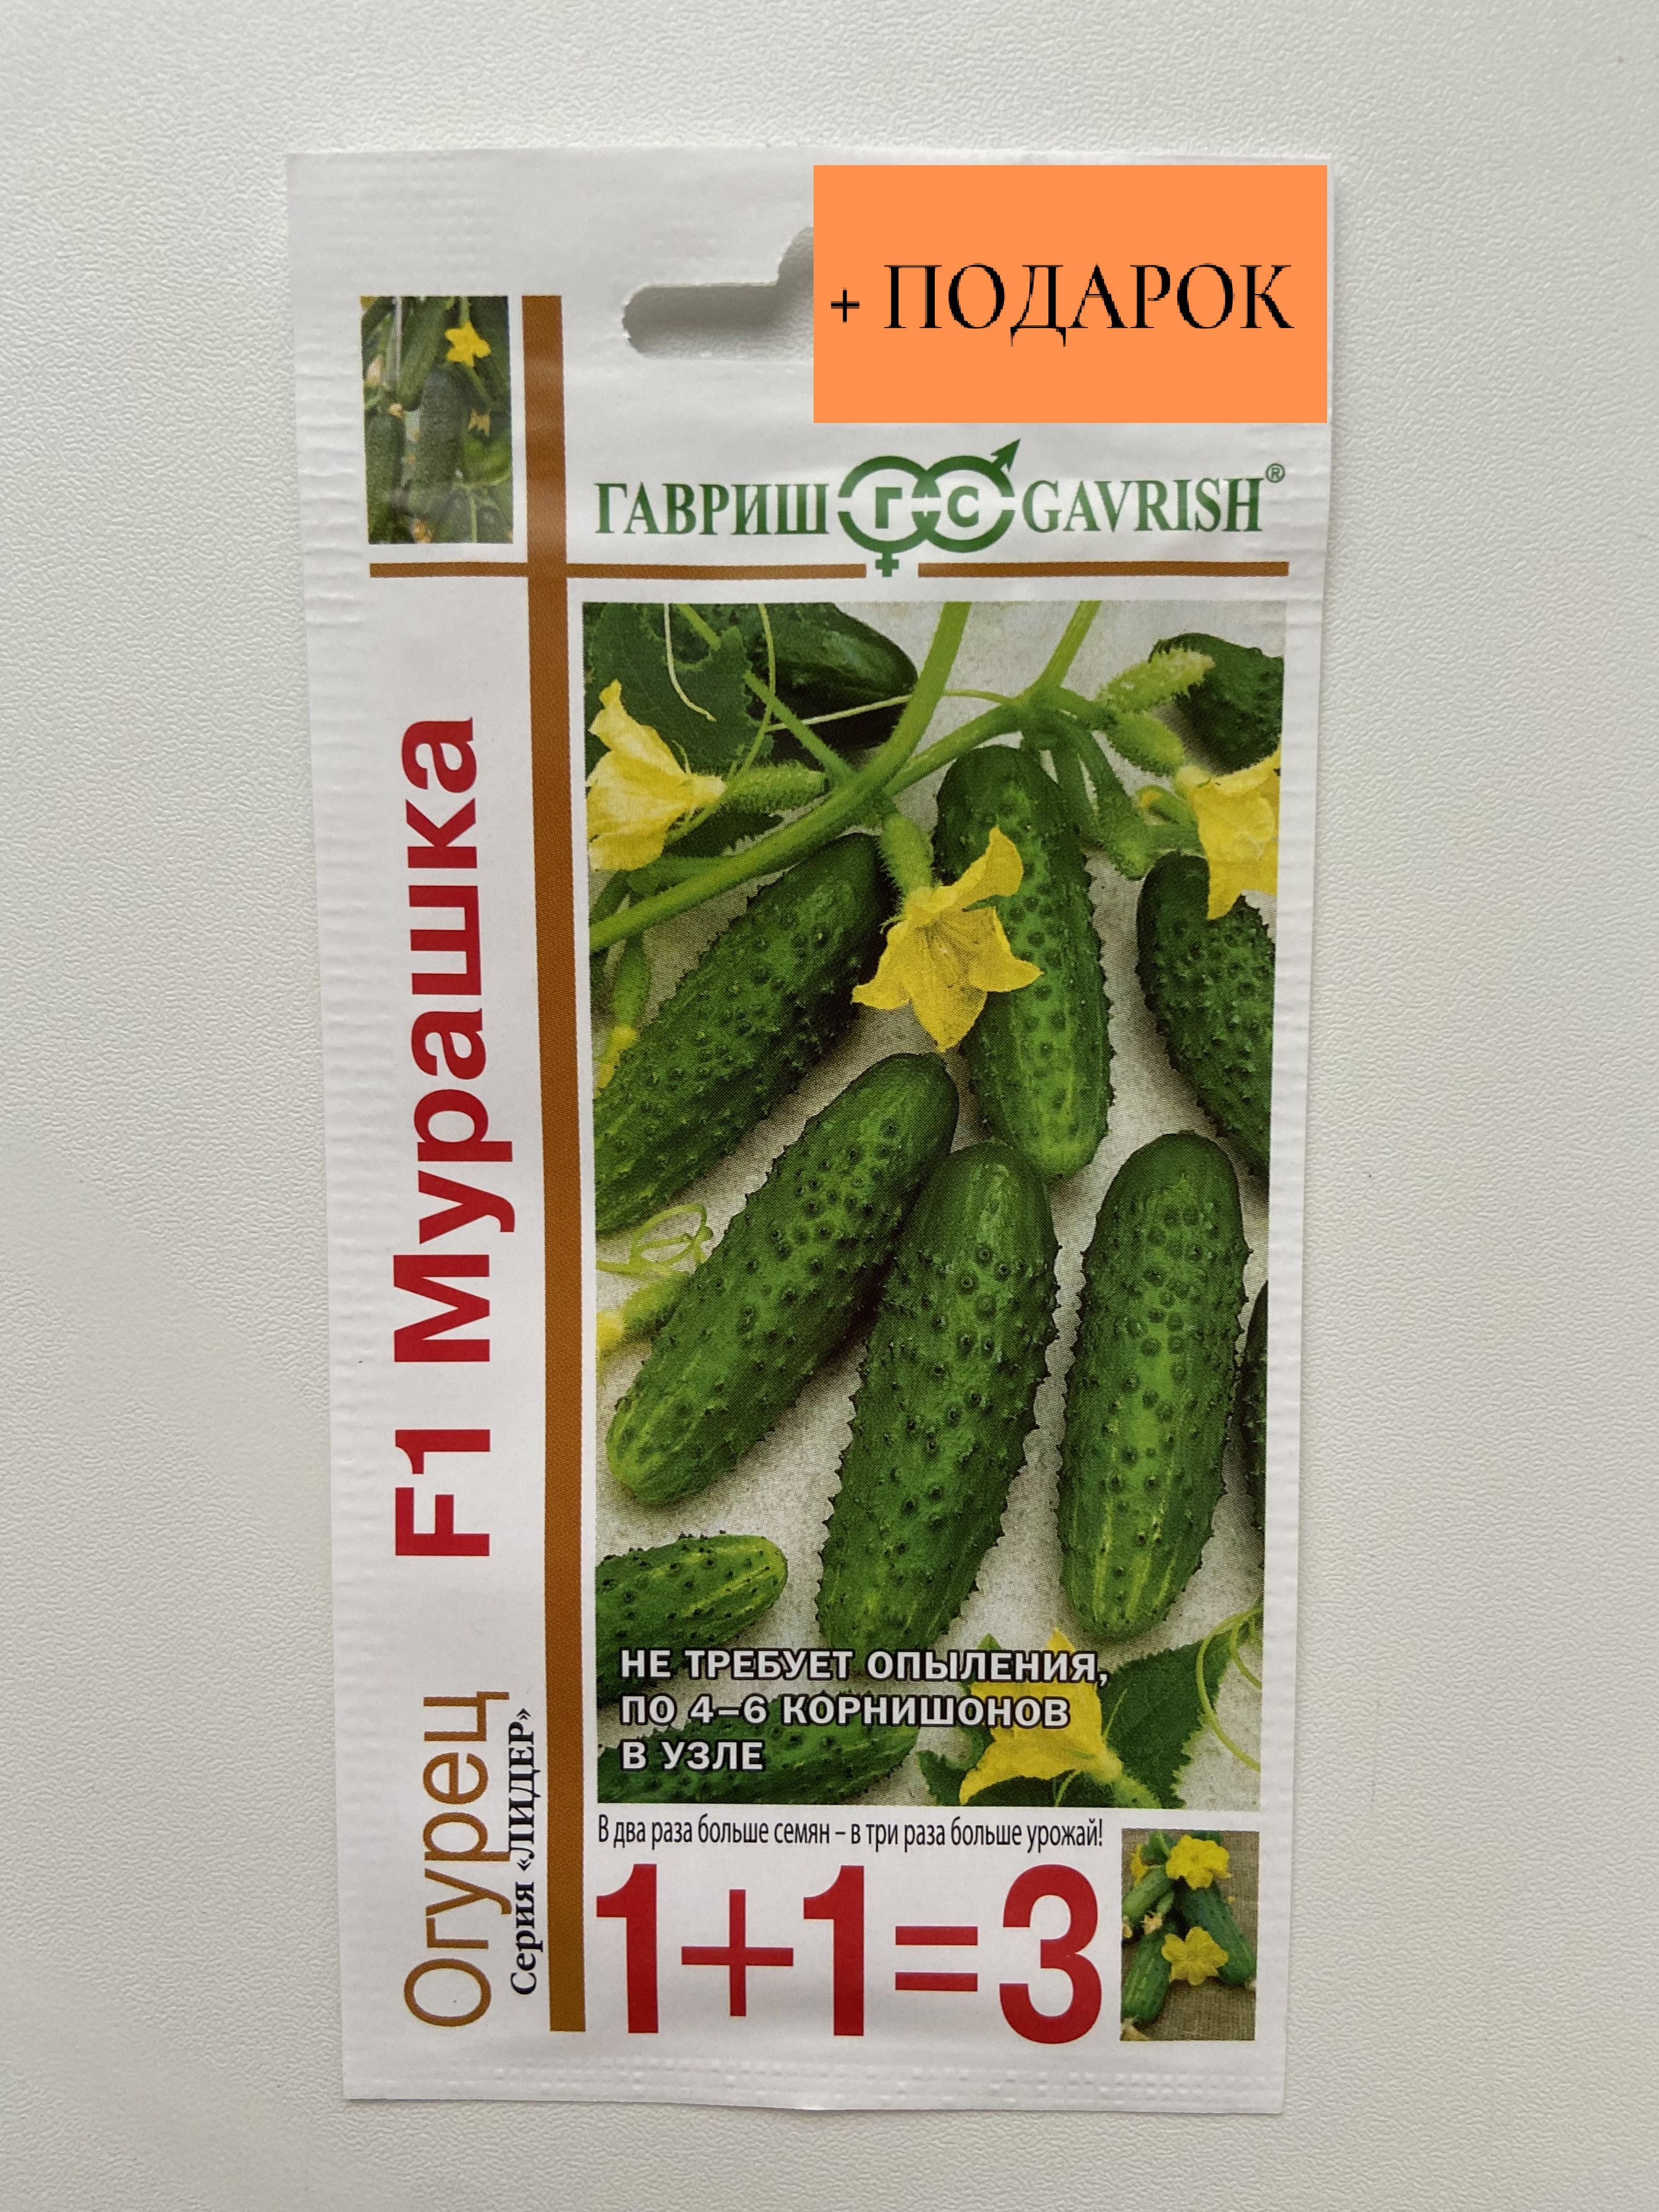 + ПОДАРОК
ГАВРИШ ГС GAVRISH®
Огурец F1 Мурашка
Серия «ЛИДЕР»
НЕ ТРЕБУЕТ ОПЫЛЕНИЯ,
ПО 4–6 КОРНИШОНОВ
В УЗЛЕ
В два раза больше семян – в три раза больше урожай!
1+1=3